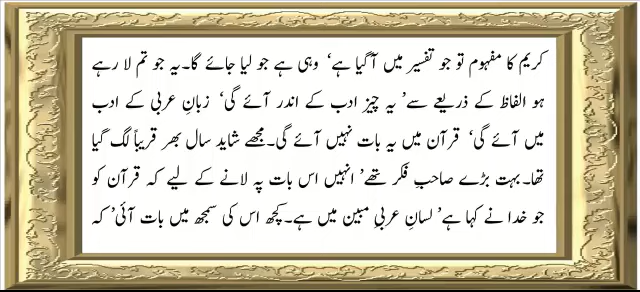 کریم کا مفہوم تو جو تفسیر میں آگیا ہے‘ وہی ہے جو لیا جائے گا۔یہ جو تم لا رہے
ہو الفاظ کے ذریعے سے’ یہ چیز ادب کے اندر آئے گی‘ زبانِ عربی کے ادب
میں آئے گی‘ قرآن میں یہ بات نہیں آئے گی۔مجھے شاید سال بھر قریباً لگ گیا
تھا۔بہت بڑے صاحبِ فکر تھے’ انہیں اس بات پہ لانے کے لیے کہ قرآن کو
جو خدا نے کہا ہے’ لسانِ عربیِ مبین میں ہے۔کچھ اس کی سمجھ میں بات آئی’ کہ